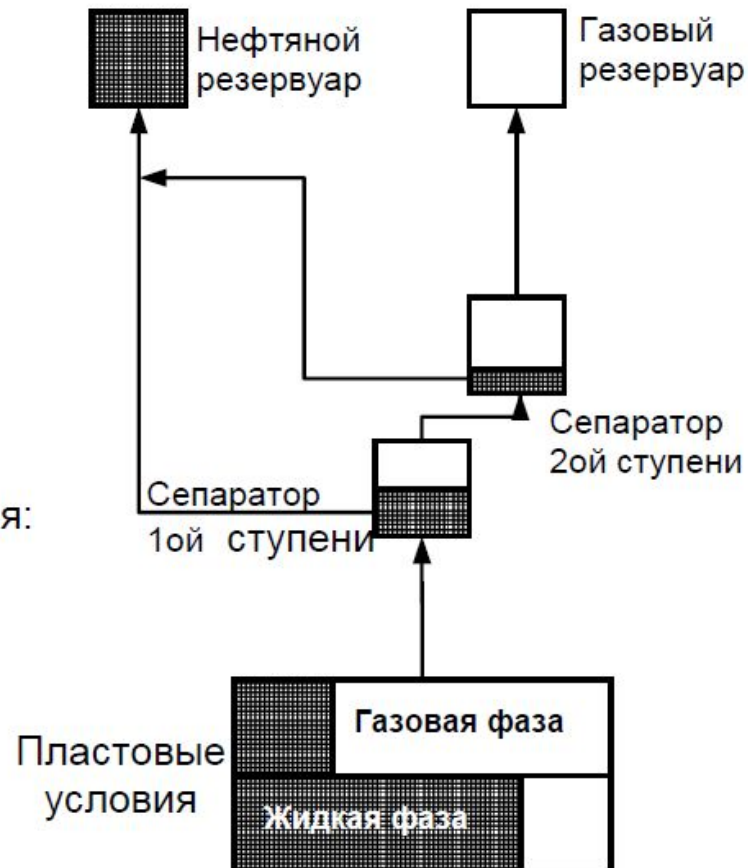 Нефтяной
резервуар
Газовый
резервуар
Сепаратор
2ой ступени
Сепаратор
1ой ступени
я:
Газовая фаза
Пластовые
условия
Жидкая фаза